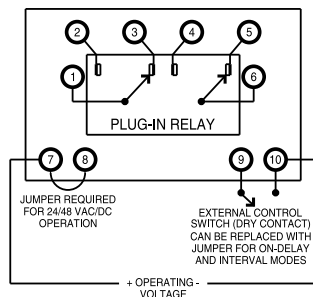 2 3 4 5
1 6
PLUG-IN RELAY
7 8 9 10
JUMPER REQUIRED
FOR 24/48 VAC/DC
OPERATION
EXTERNAL CONTROL
SWITCH (DRY CONTACT)
CAN BE REPLACED WITH
JUMPER FOR ON-DELAY
AND INTERVAL MODES
+ OPERATING -
VOLTAGE